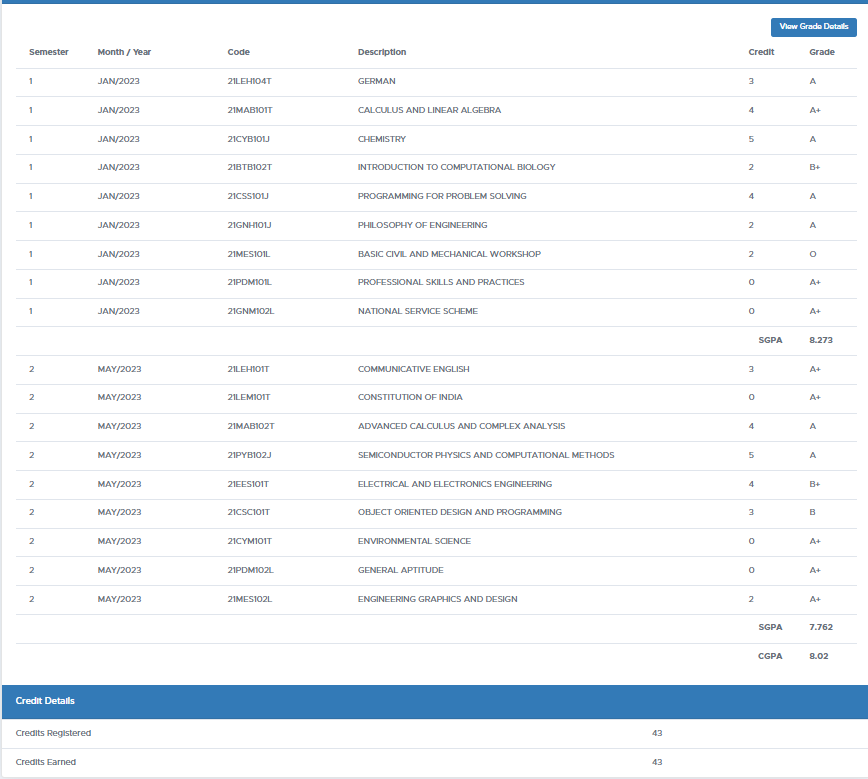 View Grade Details
Semester Month / Year Code Description Credit Grade
1 JAN/2023 21LEH104T GERMAN 3 A
1 JAN/2023 21MAB101T CALCULUS AND LINEAR ALGEBRA 4 A+
1 JAN/2023 21CYB101J CHEMISTRY 5 A
1 JAN/2023 21BTB102T INTRODUCTION TO COMPUTATIONAL BIOLOGY 2 B+
1 JAN/2023 21CSS101J PROGRAMMING FOR PROBLEM SOLVING 4 A
1 JAN/2023 21GNH101J PHILOSOPHY OF ENGINEERING 2 A
1 JAN/2023 21MES101L BASIC CIVIL AND MECHANICAL WORKSHOP 2 O
1 JAN/2023 21PDM101L PROFESSIONAL SKILLS AND PRACTICES 0 A+
1 JAN/2023 21GNM102L NATIONAL SERVICE SCHEME 0 A+
SGPA 8.273
2 MAY/2023 21LEH101T COMMUNICATIVE ENGLISH 3 A+
2 MAY/2023 21LEM101T CONSTITUTION OF INDIA 0 A+
2 MAY/2023 21MAB102T ADVANCED CALCULUS AND COMPLEX ANALYSIS 4 A
2 MAY/2023 21PYB102J SEMICONDUCTOR PHYSICS AND COMPUTATIONAL METHODS 5 A
2 MAY/2023 21EES101T ELECTRICAL AND ELECTRONICS ENGINEERING 4 B+
2 MAY/2023 21CSC101T OBJECT ORIENTED DESIGN AND PROGRAMMING 3 B
2 MAY/2023 21CYM101T ENVIRONMENTAL SCIENCE 0 A+
2 MAY/2023 21PDM102L GENERAL APTITUDE 0 A+
2 MAY/2023 21MES102L ENGINEERING GRAPHICS AND DESIGN 2 A+
SGPA 7.762
CGPA 8.02
Credit Details
Credits Registered 43
Credits Earned 43